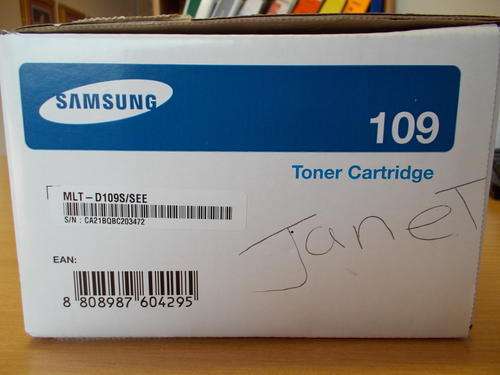 SAMSUNG
109
Toner Cartridge
MLT-D109S/SEE
S/N : CA21BQBC203472
Janet
EAN:
8 808987 604295